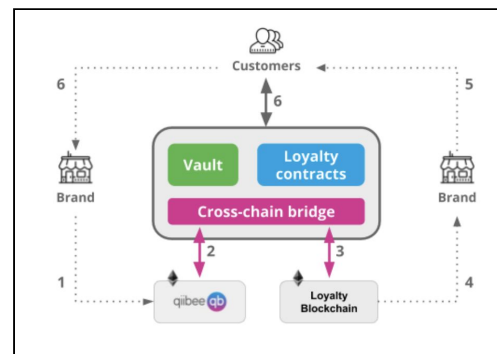 Customers
6
6
5
Vault
Loyalty
contracts
Brand
Brand
Cross-chain bridge
1
2
3
4
qiibee qb
Loyalty
Blockchain